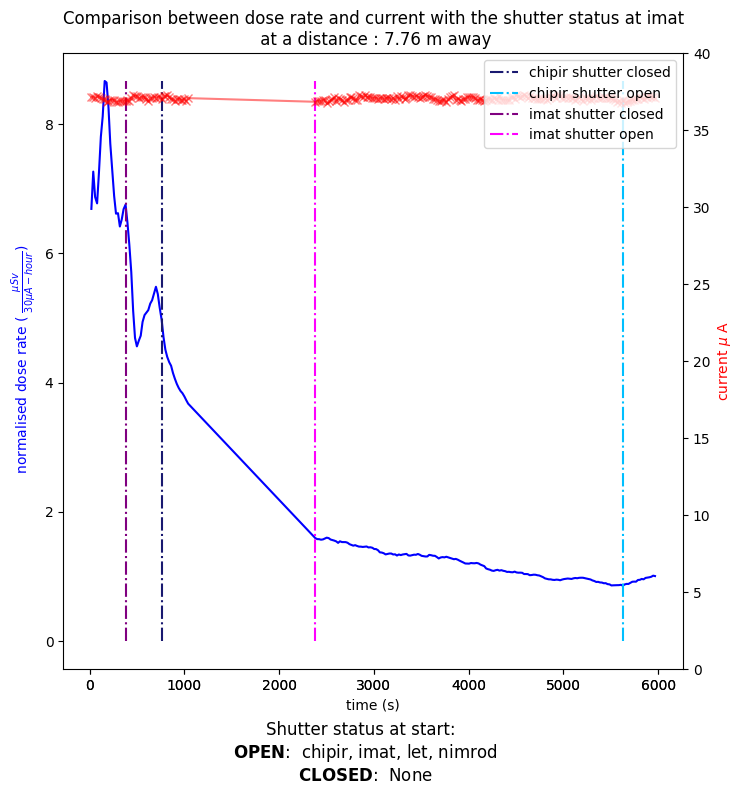 Comparison between dose rate and current with the shutter status at imat
at a distance : 7.76 m away
chipir shutter closed
chipir shutter open
imat shutter closed
imat shutter open
normalised dose rate ( μSv / 30μA − hour )
8
6
4
2
0
40
35
30
25
20
15
10
5
0
current μ A
0 1000 2000 3000 4000 5000 6000
time (s)
Shutter status at start:
OPEN: chipir, imat, let, nimrod
CLOSED: None